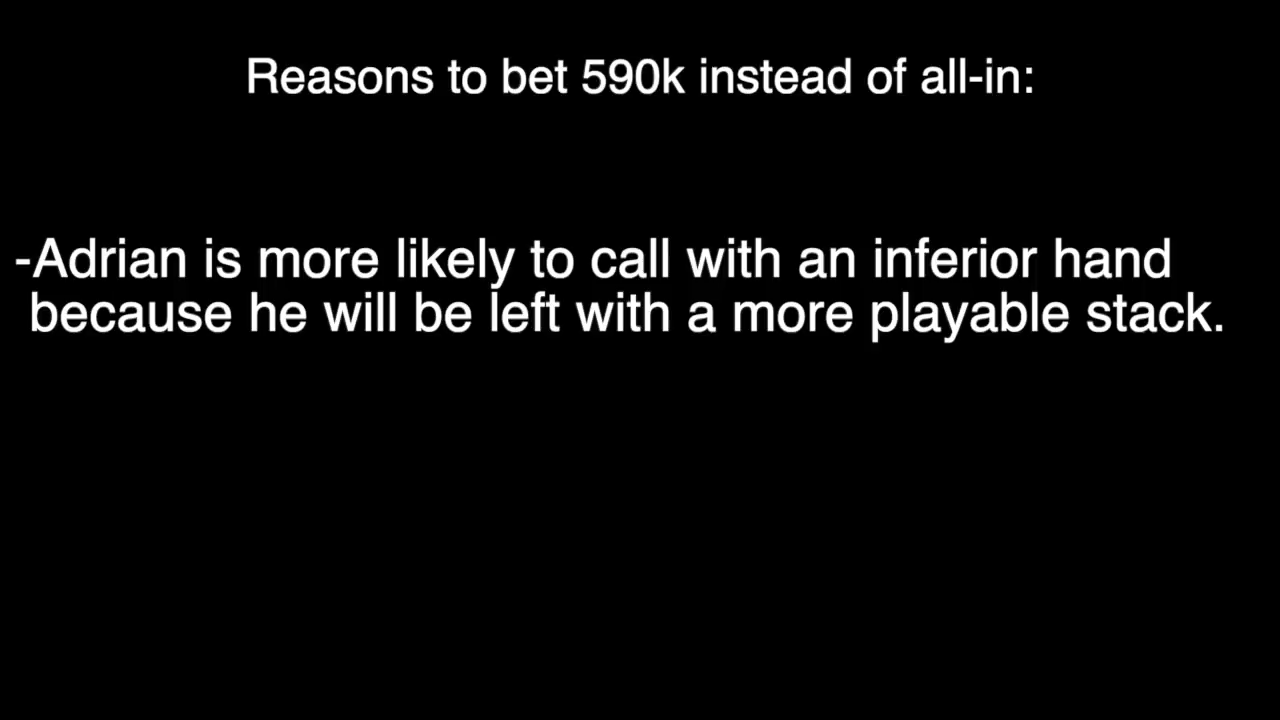 Reasons to bet 590k instead of all-in:
-Adrian is more likely to call with an inferior hand
because he will be left with a more playable stack.